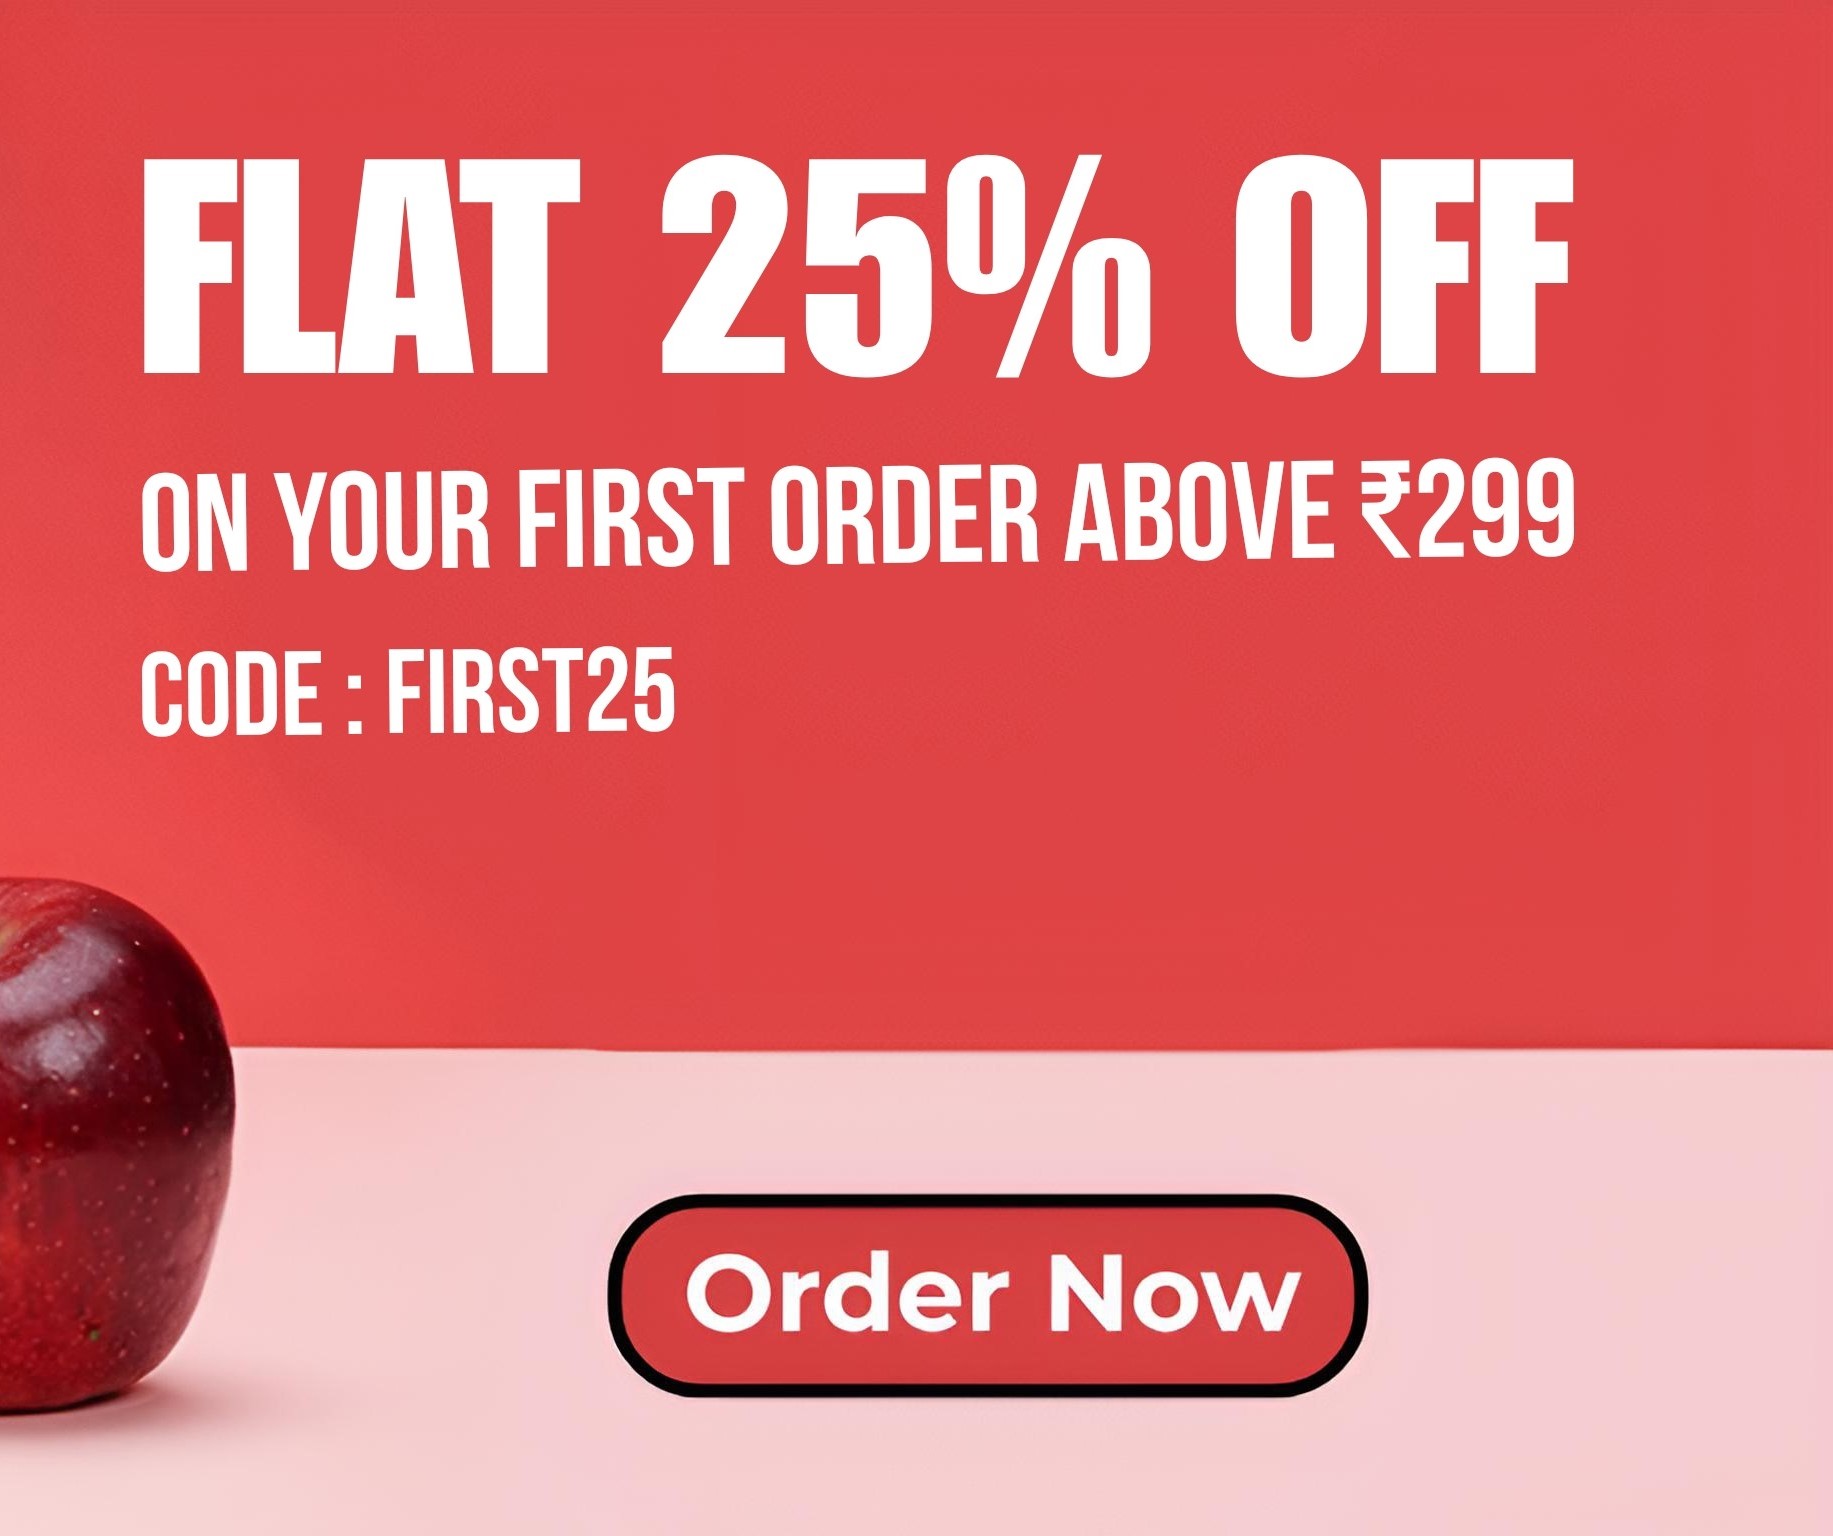 FLAT 25% OFF
ON YOUR FIRST ORDER ABOVE ₹299
CODE : FIRST25
Order Now